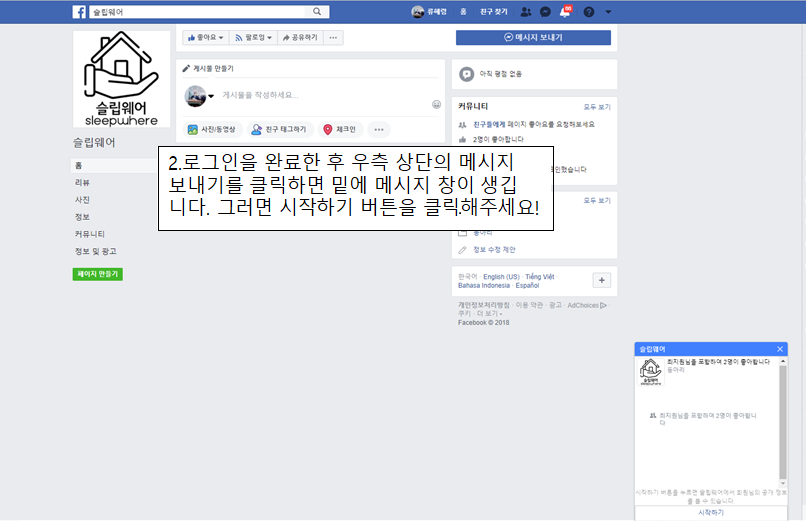 슬립웨어
류해령
홈
친구 찾기
슬립웨어
sleepwhere
슬립웨어
홈
리뷰
사진
정보
커뮤니티
정보 및 광고
페이지 만들기
좋아요
팔로잉
공유하기
메시지 보내기
게시물 만들기
게시물을 작성하세요...
사진/동영상
친구 태그하기
체크인
2.로그인을 완료한 후 우측 상단의 메시지
보내기를 클릭하면 밑에 메시지 창이 생깁
니다. 그러면 시작하기 버튼을 클릭.해주세요!
아직 평점 없음
커뮤니티 모두 보기
친구들에게 페이지 좋아요를 요청해보세요
2명이 좋아합니다
모두 보기
동아리
정보 수정 제안
한국어 · English (US) · Tiếng Việt ·
Bahasa Indonesia · Español
개인정보처리방침 · 이용 약관 · 광고 · AdChoices ·
쿠키 · 더 보기
Facebook © 2018
슬립웨어
최지원님을 포함하여 2명이 좋아합니다
동아리
슬립웨어
최지원님을 포함하여 2명이 좋아합니
다
시작하기 버튼을 누르면 슬립웨어에서 회원님의 공개 정보
를 볼 수 있습니다.
시작하기